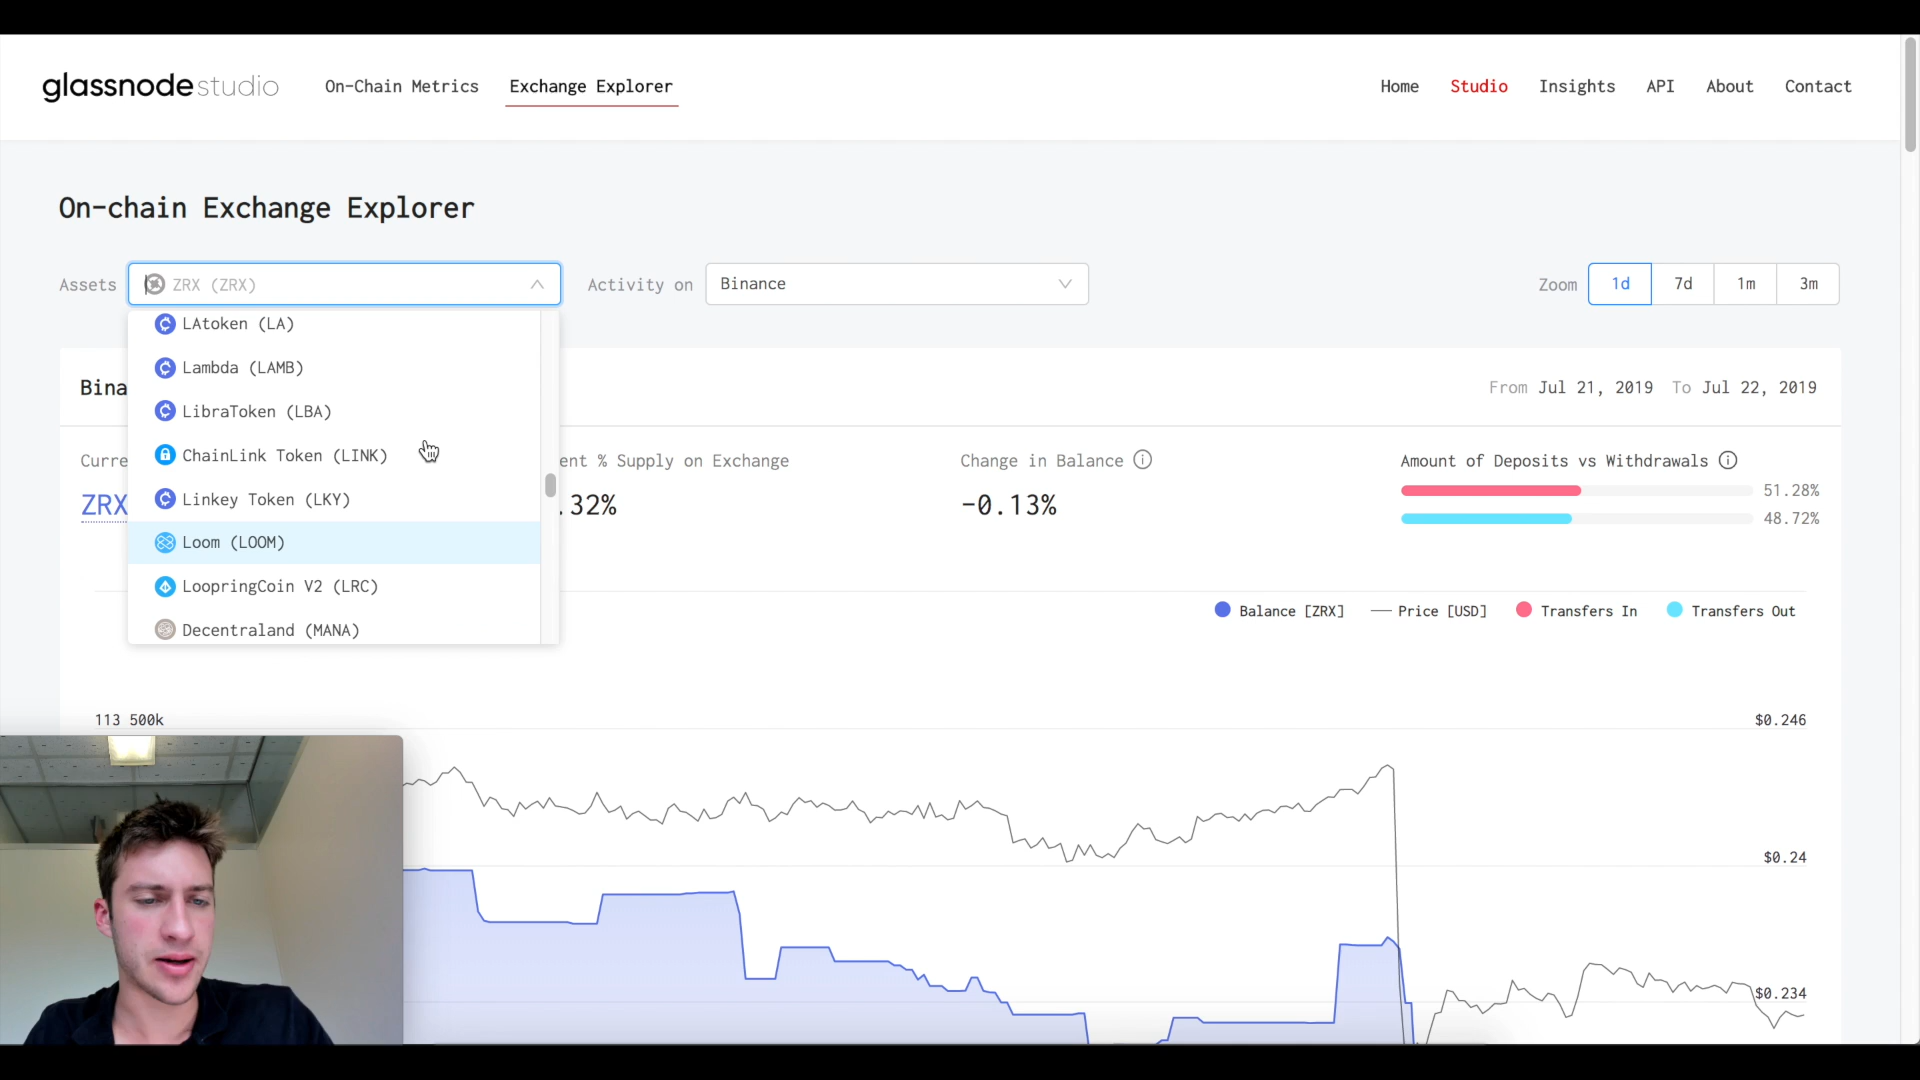 glassnodestudio On-Chain Metrics Exchange Explorer Home Studio Insights API About Contact
On-chain Exchange Explorer
Assets ZRX (ZRX) Activity on Binance Zoom 1d 7d 1m 3m
LAtoken (LA)
Lambda (LAMB)
LibraToken (LBA)
ChainLink Token (LINK)
Linkey Token (LKY)
Loom (LOOM)
LoopringCoin V2 (LRC)
Decentraland (MANA)
Bina From Jul 21, 2019 To Jul 22, 2019
Curre ent % Supply on Exchange Change in Balance Amount of Deposits vs Withdrawals
ZRX .32% -0.13% 51.28%
48.72%
Balance [ZRX] Price [USD] Transfers In Transfers Out
113 500k $0.246
$0.24
$0.234